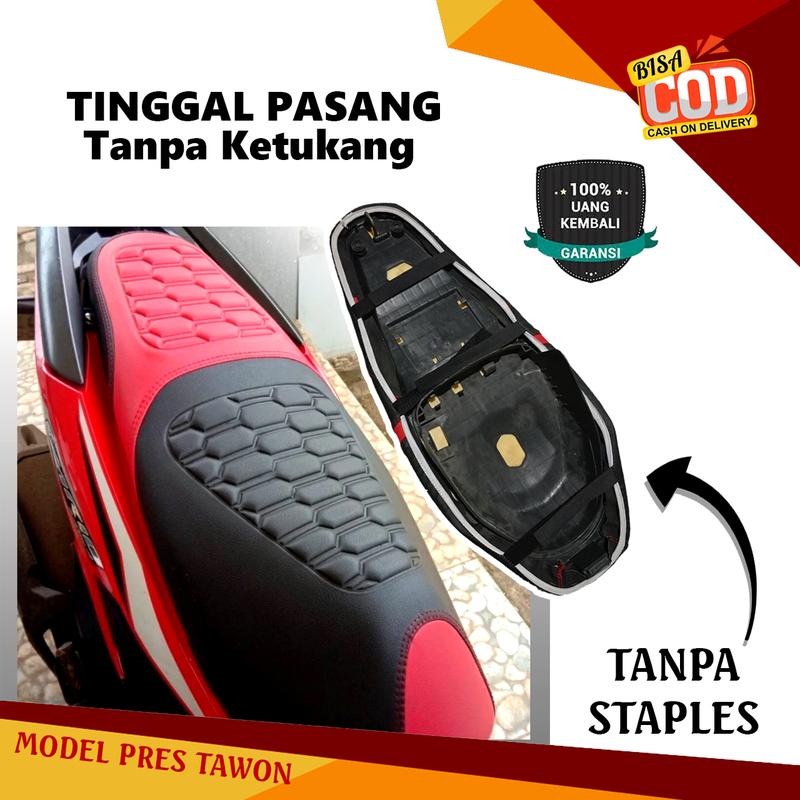 BISA
COD
CASH ON DELIVERY
TINGGAL PASANG
Tanpa Ketukang
100%
UANG
KEMBALI
GARANSI
TANPA
STAPLES
MODEL PRES TAWON